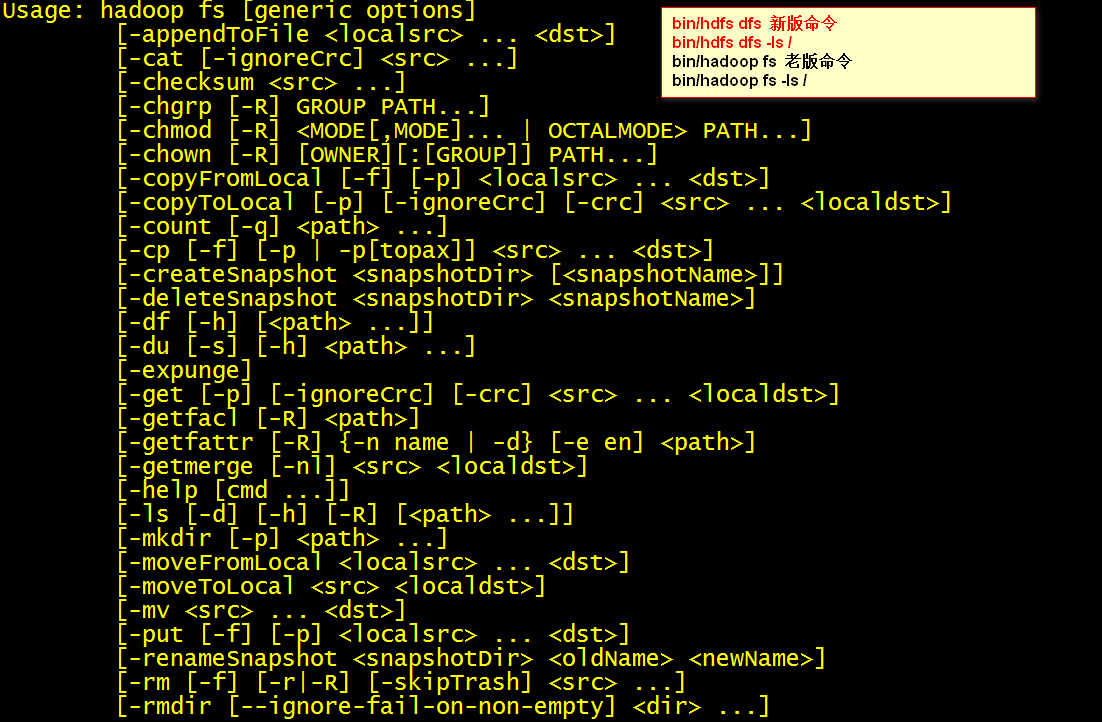 Usage: hadoop fs [generic options]
[-appendToFile <localsrc> ... <dst>]
[-cat [-ignoreCrc] <src> ...]
[-checksum <src> ...]
[-chgrp [-R] GROUP PATH...]
[-chmod [-R] <MODE[,MODE]... | OCTALMODE> PATH...]
[-chown [-R] [OWNER][:[GROUP]] PATH...]
[-copyFromLocal [-f] [-p] <localsrc> ... <dst>]
[-copyToLocal [-p] [-ignoreCrc] [-crc] <src> ... <localdst>]
[-count [-q] <path> ...]
[-cp [-f] [-p | -p[topax]] <src> ... <dst>]
[-createSnapshot <snapshotDir> [<snapshotName>]]
[-deleteSnapshot <snapshotDir> <snapshotName>]
[-df [-h] [<path> ...]]
[-du [-s] [-h] <path> ...]
[-expunge]
[-get [-p] [-ignoreCrc] [-crc] <src> ... <localdst>]
[-getfacl [-R] <path>]
[-getfattr [-R] {-n name | -d} [-e en] <path>]
[-getmerge [-nl] <src> <localdst>]
[-help [cmd ...]]
[-ls [-d] [-h] [-R] [<path> ...]]
[-mkdir [-p] <path> ...]
[-moveFromLocal <localsrc> ... <dst>]
[-moveToLocal <src> <localdst>]
[-mv <src> ... <dst>]
[-put [-f] [-p] <localsrc> ... <dst>]
[-renameSnapshot <snapshotDir> <oldName> <newName>]
[-rm [-f] [-r|-R] [-skipTrash] <src> ...]
[-rmdir [--ignore-fail-on-non-empty] <dir> ...]
bin/hdfs dfs 新版命令
bin/hdfs dfs -ls /
bin/hadoop fs 老版命令
bin/hadoop fs -ls /